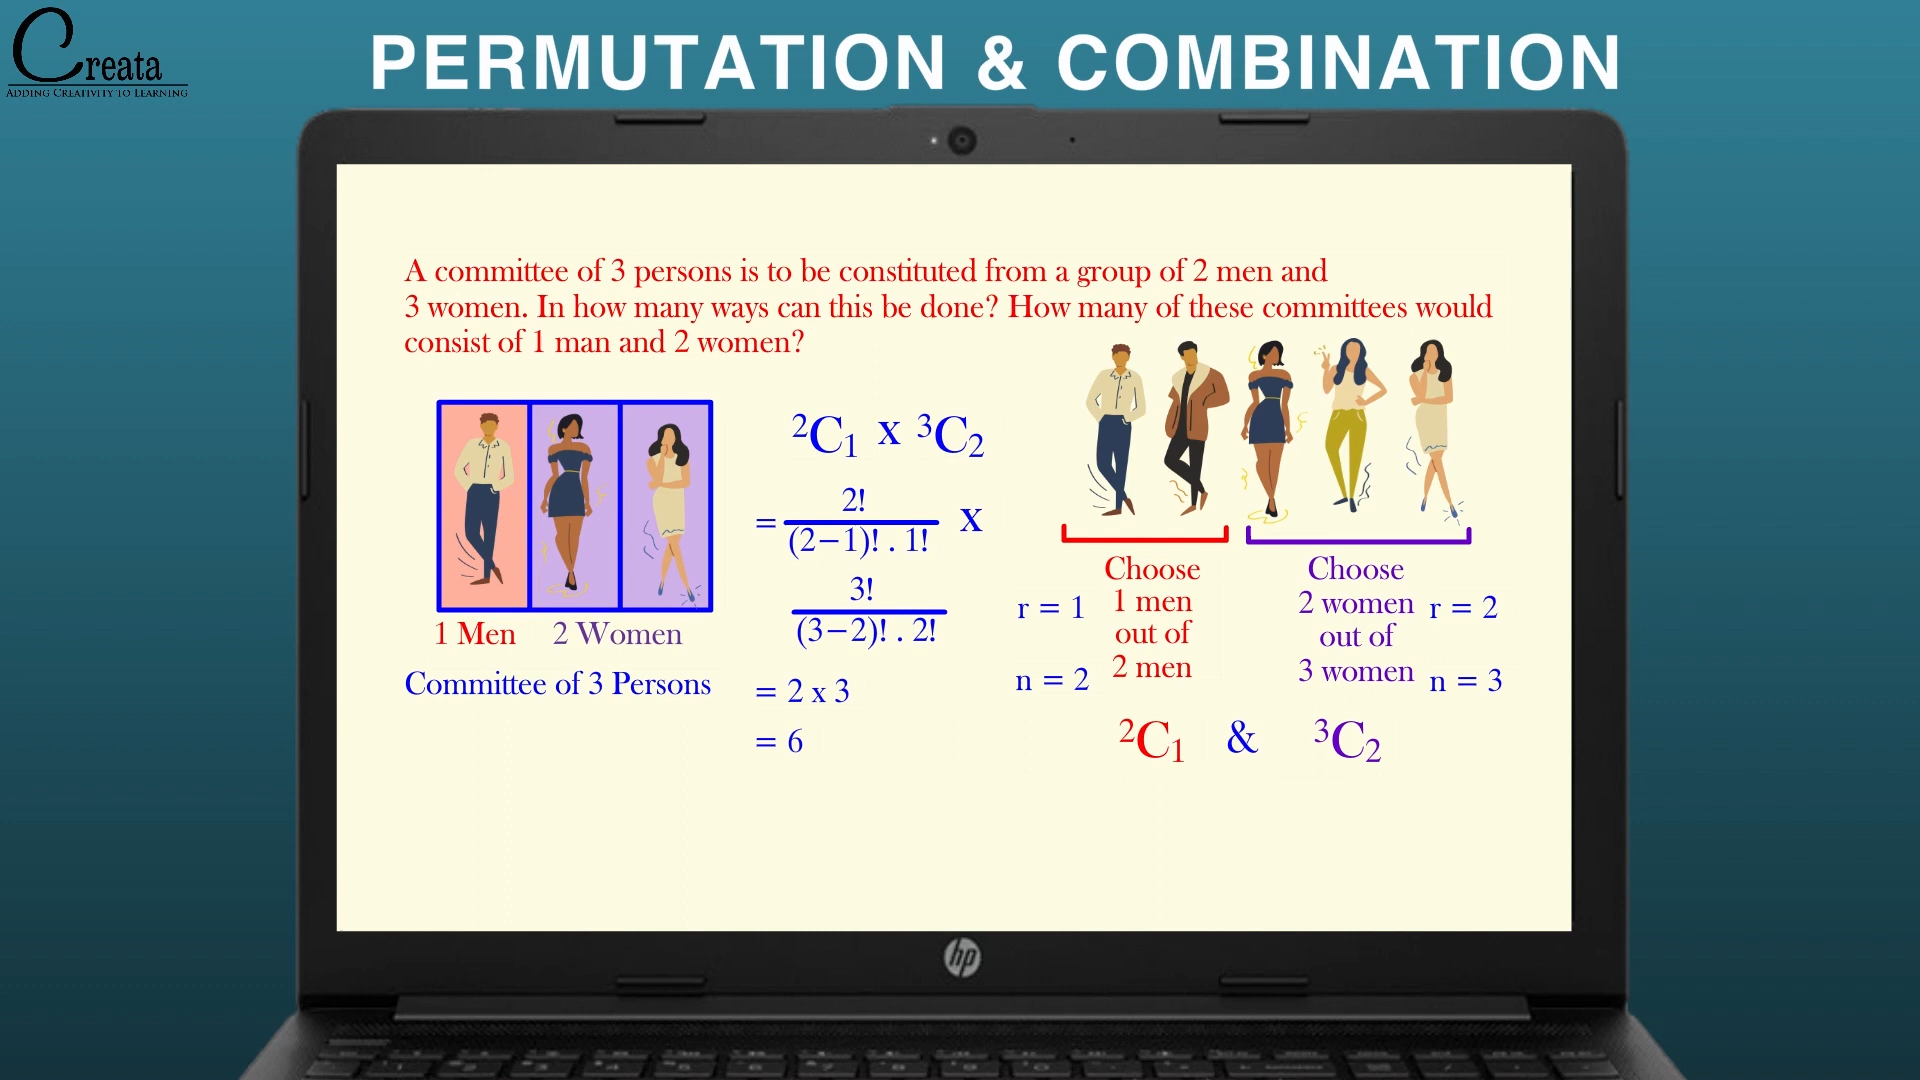 Creata
ADDING CREATIVITY TO LEARNING
PERMUTATION & COMBINATION
A committee of 3 persons is to be constituted from a group of 2 men and
3 women. In how many ways can this be done? How many of these committees would
consist of 1 man and 2 women?
1 Men 2 Women
Committee of 3 Persons
²C₁ x ³C₂
= 2! / (2−1)! . 1! x
3! / (3−2)! . 2!
= 2 x 3
= 6
Choose
1 men
out of
2 men
r = 1
n = 2
Choose
2 women
out of
3 women
r = 2
n = 3
²C₁ & ³C₂
hp